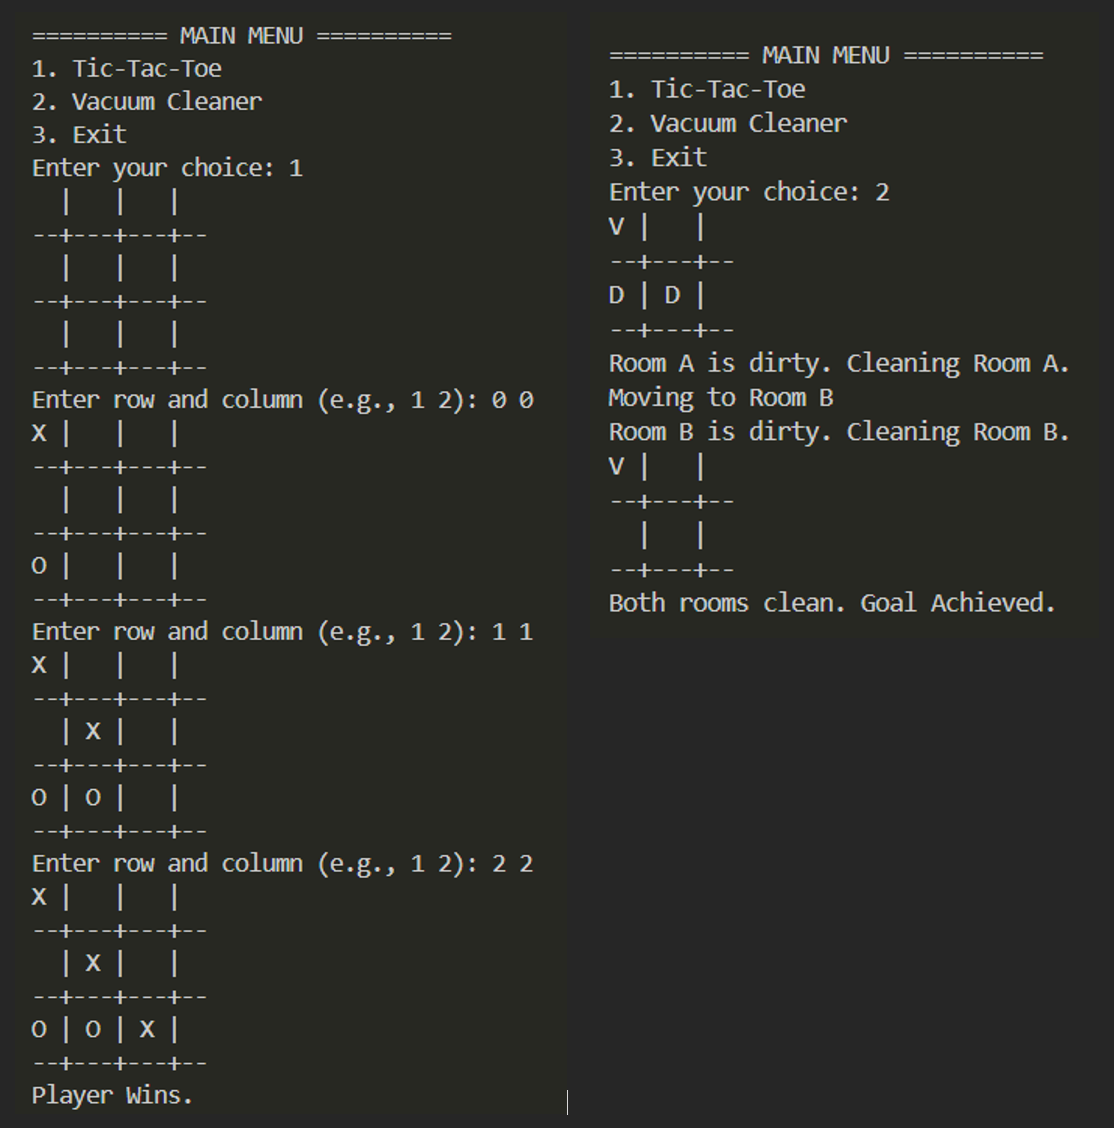 ========== MAIN MENU ==========
1. Tic-Tac-Toe
2. Vacuum Cleaner
3. Exit
Enter your choice: 1
  |   |   |
--+---+---+--
  |   |   |
--+---+---+--
  |   |   |
--+---+---+--
Enter row and column (e.g., 1 2): 0 0
X |   |   |
--+---+---+--
  |   |   |
--+---+---+--
O |   |   |
--+---+---+--
Enter row and column (e.g., 1 2): 1 1
X |   |   |
--+---+---+--
  | X |   |
--+---+---+--
O | O |   |
--+---+---+--
Enter row and column (e.g., 1 2): 2 2
X |   |   |
--+---+---+--
  | X |   |
--+---+---+--
O | O | X |
--+---+---+--
Player Wins.
========== MAIN MENU ==========
1. Tic-Tac-Toe
2. Vacuum Cleaner
3. Exit
Enter your choice: 2
V |   |
--+---+--
D | D |
--+---+--
Room A is dirty. Cleaning Room A.
Moving to Room B
Room B is dirty. Cleaning Room B.
V |   |
--+---+--
  |   |
--+---+--
Both rooms clean. Goal Achieved.